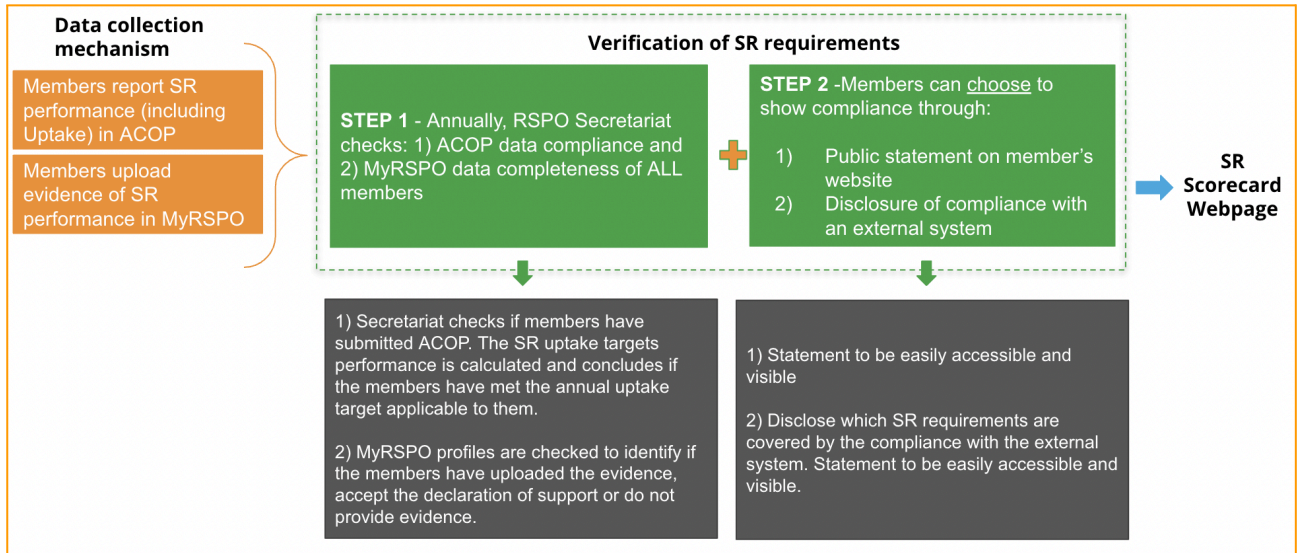 Data collection
mechanism
Members report SR
performance (including
Uptake) in ACOP
Members upload
evidence of SR
performance in MyRSPO
Verification of SR requirements
STEP 1 - Annually, RSPO Secretariat
checks: 1) ACOP data compliance and
2) MyRSPO data completeness of ALL
members
STEP 2 -Members can choose to
show compliance through:
1) Public statement on member's
website
2) Disclosure of compliance with
an external system
SR
Scorecard
Webpage
1) Secretariat checks if members have
submitted ACOP. The SR uptake targets
performance is calculated and concludes if
the members have met the annual uptake
target applicable to them.
2) MyRSPO profiles are checked to identify if
the members have uploaded the evidence,
accept the declaration of support or do not
provide evidence.
1) Statement to be easily accessible and
visible
2) Disclose which SR requirements are
covered by the compliance with the external
system. Statement to be easily accessible and
visible.